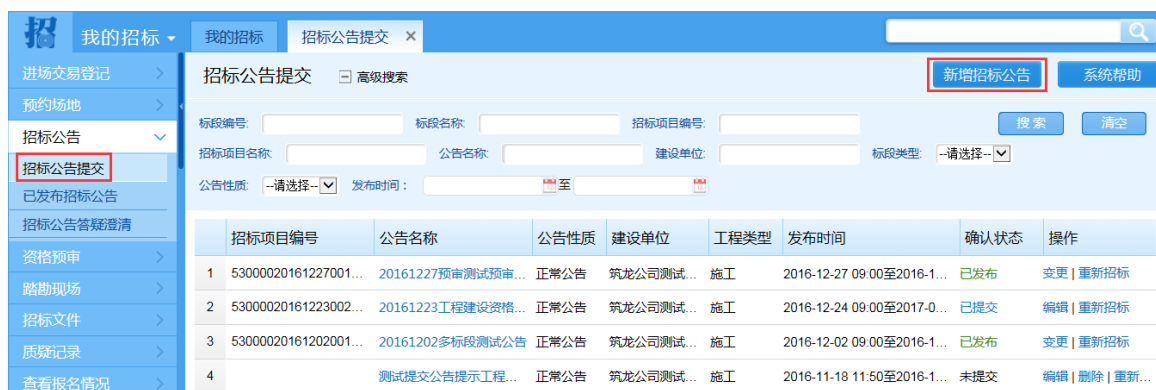 招 我的招标 我的招标 招标公告提交 ×
进场交易登记
预约场地
招标公告
招标公告提交
已发布招标公告
招标公告答疑澄清
资格预审
踏勘现场
招标文件
质疑记录
查看报名情况
招标公告提交 高级搜索 新增招标公告 系统帮助
标段编号: 标段名称: 招标项目编号: 搜索 清空
招标项目名称: 公告名称: 建设单位: 标段类型: --请选择--
公告性质: --请选择-- 发布时间： 至
招标项目编号 公告名称 公告性质 建设单位 工程类型 发布时间 确认状态 操作
1 53000020161227001... 20161227预审测试预审... 正常公告 筑龙公司测试... 施工 2016-12-27 09:00至2016-1... 已发布 变更 | 重新招标
2 53000020161223002... 20161223工程建设资格... 正常公告 筑龙公司测试... 施工 2016-12-24 09:00至2017-0... 已提交 编辑 | 重新招标
3 53000020161202001... 20161202多标段测试公告 正常公告 筑龙公司测试... 施工 2016-12-02 09:00至2016-1... 已发布 变更 | 重新招标
4 测试提交公告提示工程... 正常公告 筑龙公司测试... 施工 2016-11-18 11:50至2016-1... 未提交 编辑 | 删除 | 重新...